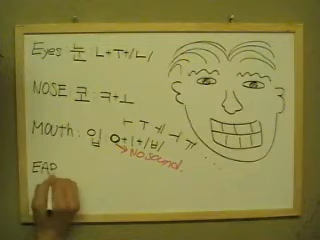 Eyes 눈 : ㄴ+ㅜ+/ㄴ/
NOSE 코 : ㅋ+ㅗ
Mouth : 입 ㅇ+ㅣ+/ㅂ/
ㅏ ㅜ ㅔ ㅓ ㅖ ...
No sound.
EAR